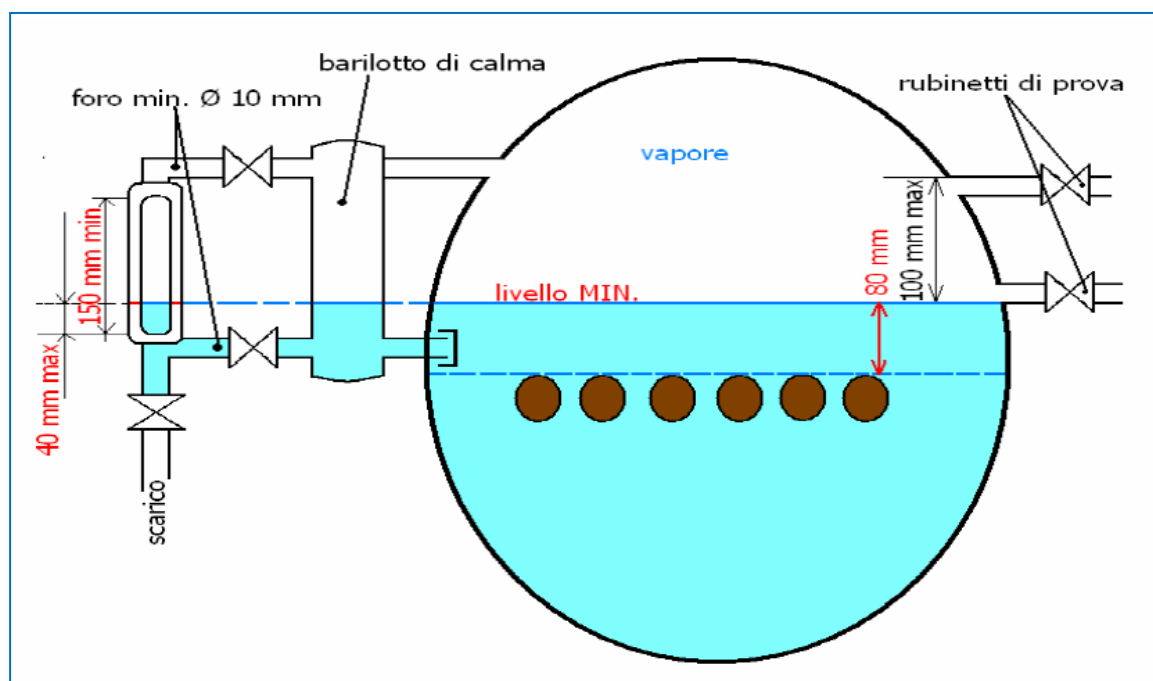 barilotto di calma
foro min. Ø 10 mm
rubinetti di prova
vapore
150 mm min
40 mm max
livello MIN.
80 mm
100 mm max
scarico